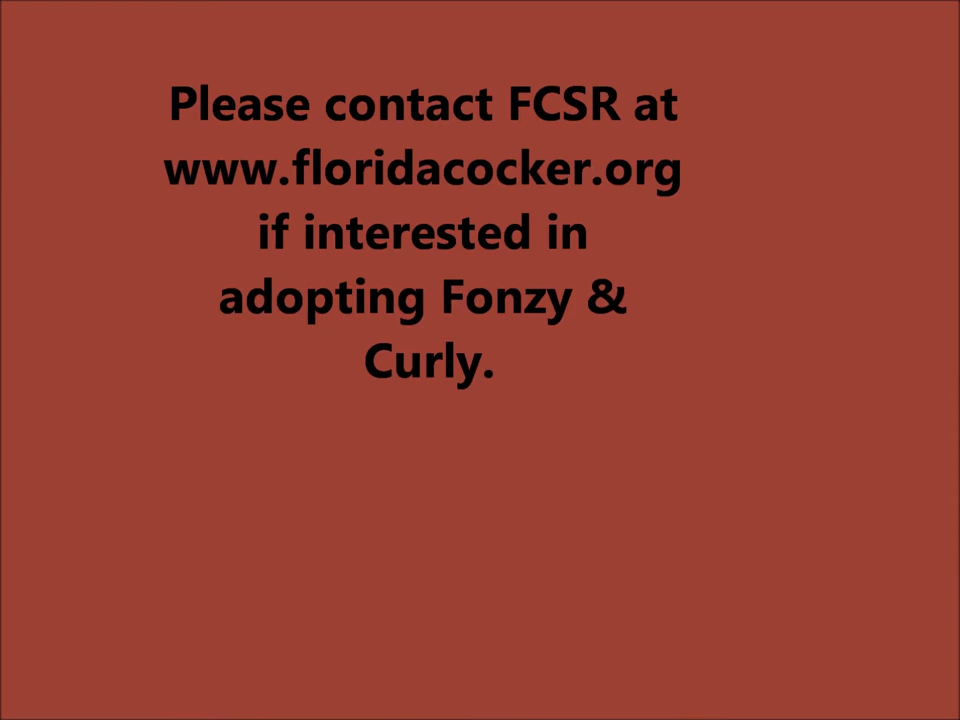 Please contact FCSR at
www.floridacocker.org
if interested in
adopting Fonzy &
Curly.